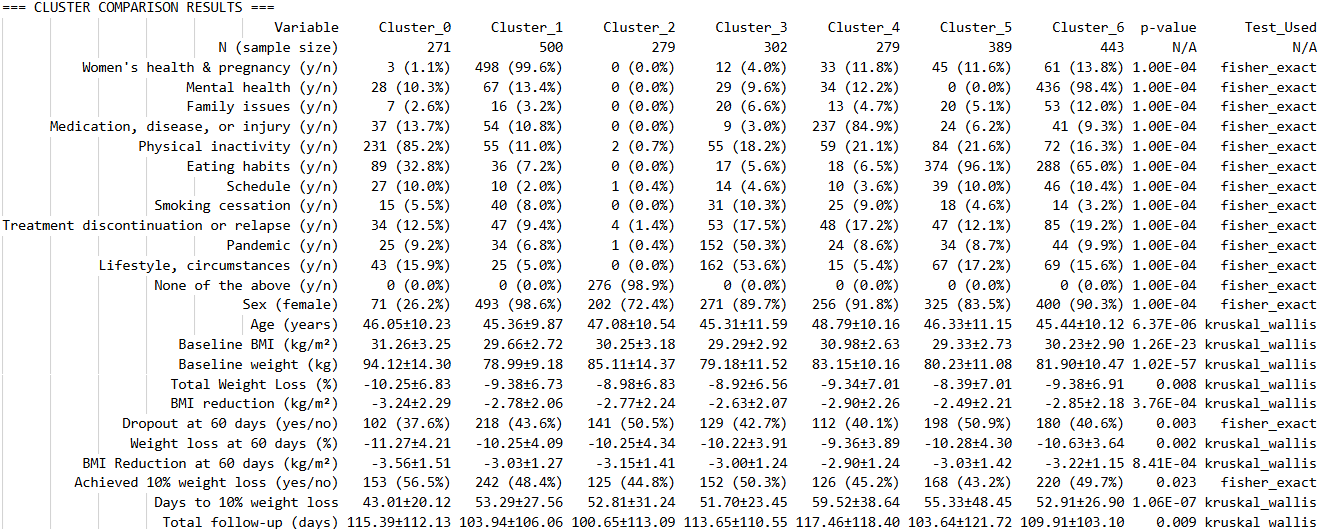 === CLUSTER COMPARISON RESULTS ===
Variable Cluster_0 Cluster_1 Cluster_2 Cluster_3 Cluster_4 Cluster_5 Cluster_6 p-value Test_Used
N (sample size) 271 500 279 302 279 389 443 N/A N/A
Women's health & pregnancy (y/n) 3 (1.1%) 498 (99.6%) 0 (0.0%) 12 (4.0%) 33 (11.8%) 45 (11.6%) 61 (13.8%) 1.00E-04 fisher_exact
Mental health (y/n) 28 (10.3%) 67 (13.4%) 0 (0.0%) 29 (9.6%) 34 (12.2%) 0 (0.0%) 436 (98.4%) 1.00E-04 fisher_exact
Family issues (y/n) 7 (2.6%) 16 (3.2%) 0 (0.0%) 20 (6.6%) 13 (4.7%) 20 (5.1%) 53 (12.0%) 1.00E-04 fisher_exact
Medication, disease, or injury (y/n) 37 (13.7%) 54 (10.8%) 0 (0.0%) 9 (3.0%) 237 (84.9%) 24 (6.2%) 41 (9.3%) 1.00E-04 fisher_exact
Physical inactivity (y/n) 231 (85.2%) 55 (11.0%) 2 (0.7%) 55 (18.2%) 59 (21.1%) 84 (21.6%) 72 (16.3%) 1.00E-04 fisher_exact
Eating habits (y/n) 89 (32.8%) 36 (7.2%) 0 (0.0%) 17 (5.6%) 18 (6.5%) 374 (96.1%) 288 (65.0%) 1.00E-04 fisher_exact
Schedule (y/n) 27 (10.0%) 10 (2.0%) 1 (0.4%) 14 (4.6%) 10 (3.6%) 39 (10.0%) 46 (10.4%) 1.00E-04 fisher_exact
Smoking cessation (y/n) 15 (5.5%) 40 (8.0%) 0 (0.0%) 31 (10.3%) 25 (9.0%) 18 (4.6%) 14 (3.2%) 1.00E-04 fisher_exact
Treatment discontinuation or relapse (y/n) 34 (12.5%) 47 (9.4%) 4 (1.4%) 53 (17.5%) 48 (17.2%) 47 (12.1%) 85 (19.2%) 1.00E-04 fisher_exact
Pandemic (y/n) 25 (9.2%) 34 (6.8%) 1 (0.4%) 152 (50.3%) 24 (8.6%) 34 (8.7%) 44 (9.9%) 1.00E-04 fisher_exact
Lifestyle, circumstances (y/n) 43 (15.9%) 25 (5.0%) 0 (0.0%) 162 (53.6%) 15 (5.4%) 67 (17.2%) 69 (15.6%) 1.00E-04 fisher_exact
None of the above (y/n) 0 (0.0%) 0 (0.0%) 276 (98.9%) 0 (0.0%) 0 (0.0%) 0 (0.0%) 0 (0.0%) 1.00E-04 fisher_exact
Sex (female) 71 (26.2%) 493 (98.6%) 202 (72.4%) 271 (89.7%) 256 (91.8%) 325 (83.5%) 400 (90.3%) 1.00E-04 fisher_exact
Age (years) 46.05±10.23 45.36±9.87 47.08±10.54 45.31±11.59 48.79±10.16 46.33±11.15 45.44±10.12 6.37E-06 kruskal_wallis
Baseline BMI (kg/m²) 31.26±3.25 29.66±2.72 30.25±3.18 29.29±2.92 30.98±2.63 29.33±2.73 30.23±2.90 1.26E-23 kruskal_wallis
Baseline weight (kg) 94.12±14.30 78.99±9.18 85.11±14.37 79.18±11.52 83.15±10.16 80.23±11.08 81.90±10.47 1.02E-57 kruskal_wallis
Total Weight Loss (%) -10.25±6.83 -9.38±6.73 -8.98±6.83 -8.92±6.56 -9.34±7.01 -8.39±7.01 -9.38±6.91 0.008 kruskal_wallis
BMI reduction (kg/m²) -3.24±2.29 -2.78±2.06 -2.77±2.24 -2.63±2.07 -2.90±2.26 -2.49±2.21 -2.85±2.18 3.76E-04 kruskal_wallis
Dropout at 60 days (yes/no) 102 (37.6%) 218 (43.6%) 141 (50.5%) 129 (42.7%) 112 (40.1%) 198 (50.9%) 180 (40.6%) 0.003 fisher_exact
Weight loss at 60 days (%) -11.27±4.21 -10.25±4.09 -10.25±4.34 -10.22±3.91 -9.36±3.89 -10.28±4.30 -10.63±3.64 0.002 kruskal_wallis
BMI Reduction at 60 days (kg/m²) -3.56±1.51 -3.03±1.27 -3.15±1.41 -3.00±1.24 -2.90±1.24 -3.03±1.42 -3.22±1.15 8.41E-04 kruskal_wallis
Achieved 10% weight loss (yes/no) 153 (56.5%) 242 (48.4%) 125 (44.8%) 152 (50.3%) 126 (45.2%) 168 (43.2%) 220 (49.7%) 0.023 fisher_exact
Days to 10% weight loss 43.01±20.12 53.29±27.56 52.81±31.24 51.70±23.45 59.52±38.64 55.33±48.45 52.91±26.90 1.06E-07 kruskal_wallis
Total follow-up (days) 115.39±112.13 103.94±106.06 100.65±113.09 113.65±110.55 117.46±118.40 103.64±121.72 109.91±103.10 0.009 kruskal_wallis